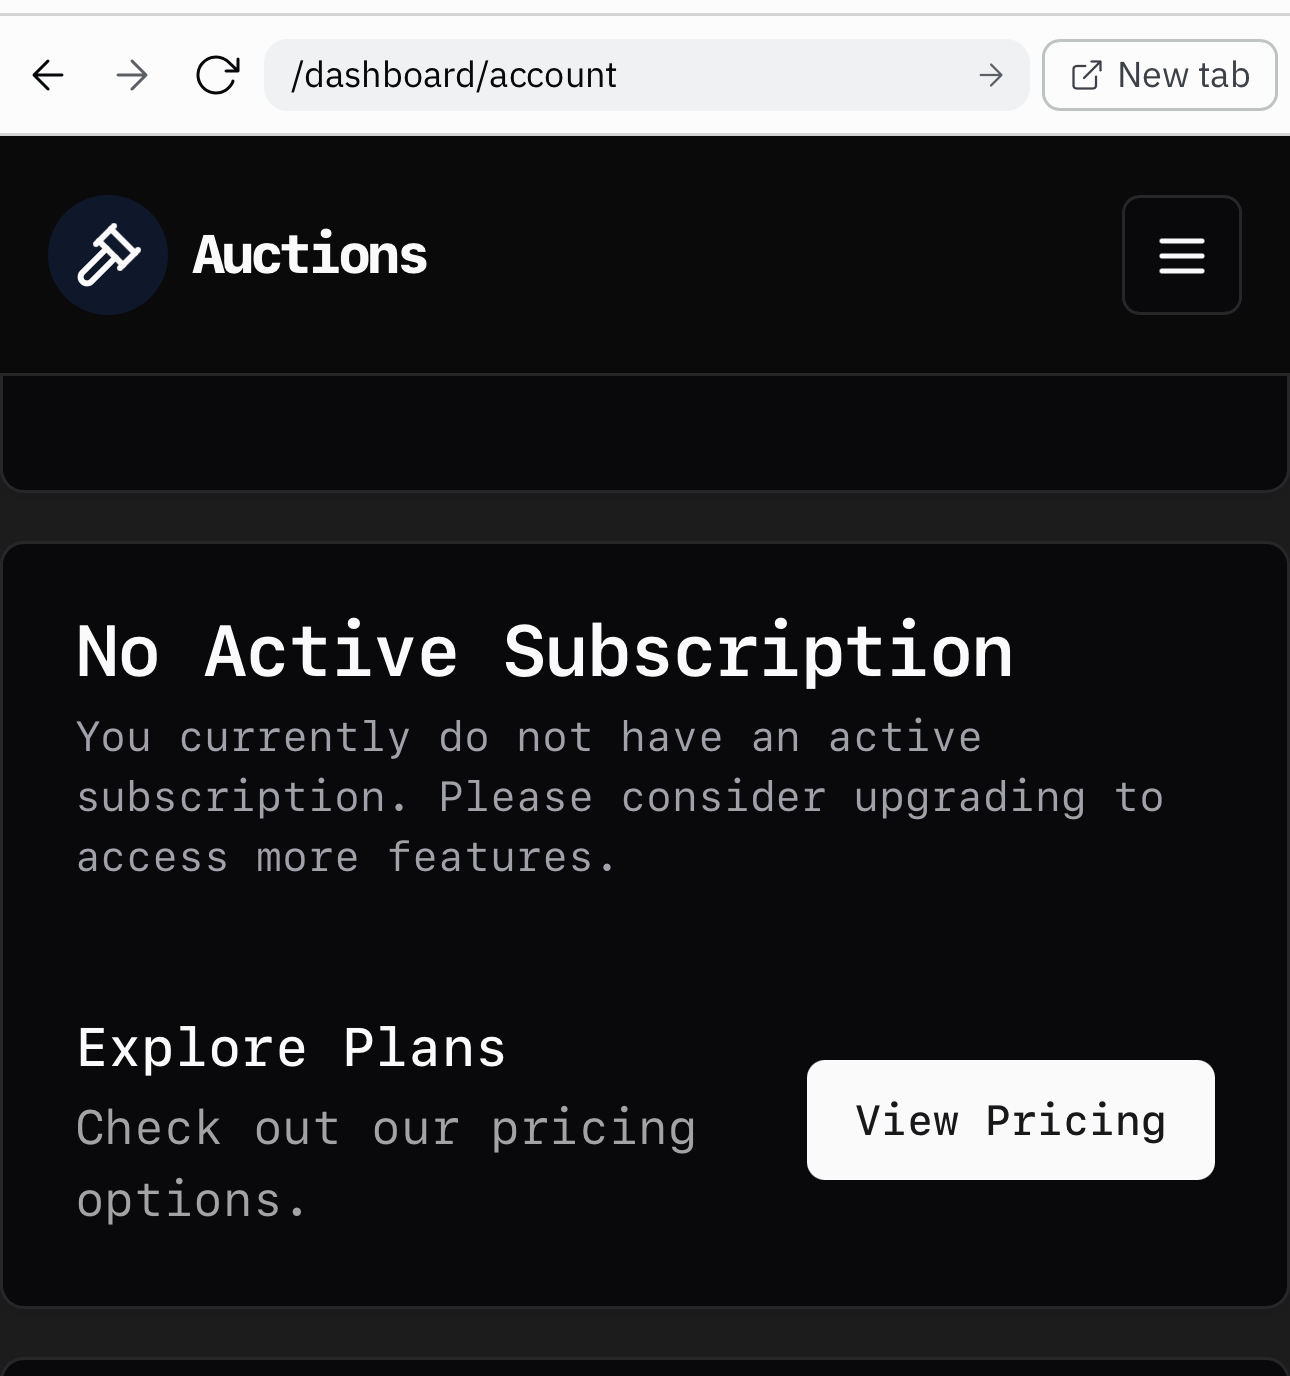 /dashboard/account
New tab
Auctions
No Active Subscription
You currently do not have an active
subscription. Please consider upgrading to
access more features.
Explore Plans
Check out our pricing
options.
View Pricing